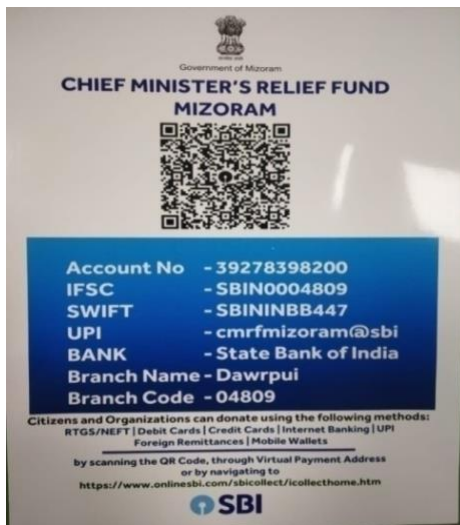 Government of Mizoram
CHIEF MINISTER'S RELIEF FUND
MIZORAM
Account No - 39278398200
IFSC - SBIN0004809
SWIFT - SBININBB447
UPI - cmrfmizoram@sbi
BANK - State Bank of India
Branch Name - Dawrpui
Branch Code - 04809
Citizens and Organizations can donate using the following methods:
RTGS/NEFT | Debit Cards | Credit Cards | Internet Banking | UPI
Foreign Remittances | Mobile Wallets
by scanning the QR Code, through Virtual Payment Address
or by navigating to
https://www.onlinesbi.com/sbicollect/icollecthome.htm
SBI